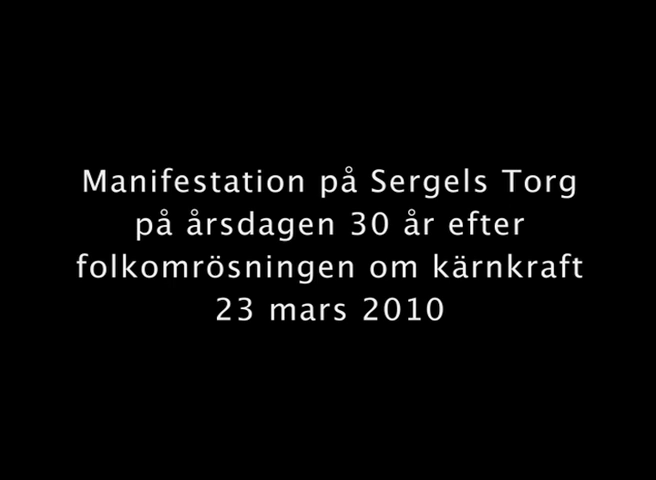 Manifestation på Sergels Torg
på årsdagen 30 år efter
folkomrösningen om kärnkraft
23 mars 2010